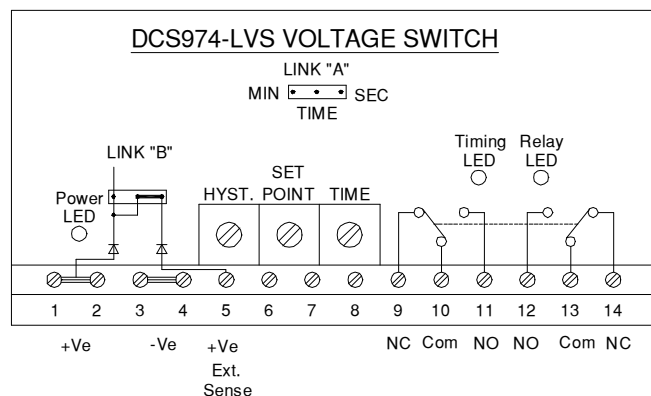 DCS974-LVS VOLTAGE SWITCH
LINK "A"
MIN SEC
TIME
LINK "B"
Power
LED
HYST.
SET
POINT
TIME
Timing
LED
Relay
LED
1 2 3 4 5 6 7 8 9 10 11 12 13 14
+Ve -Ve +Ve
Ext.
Sense
NC Com NO NO Com NC